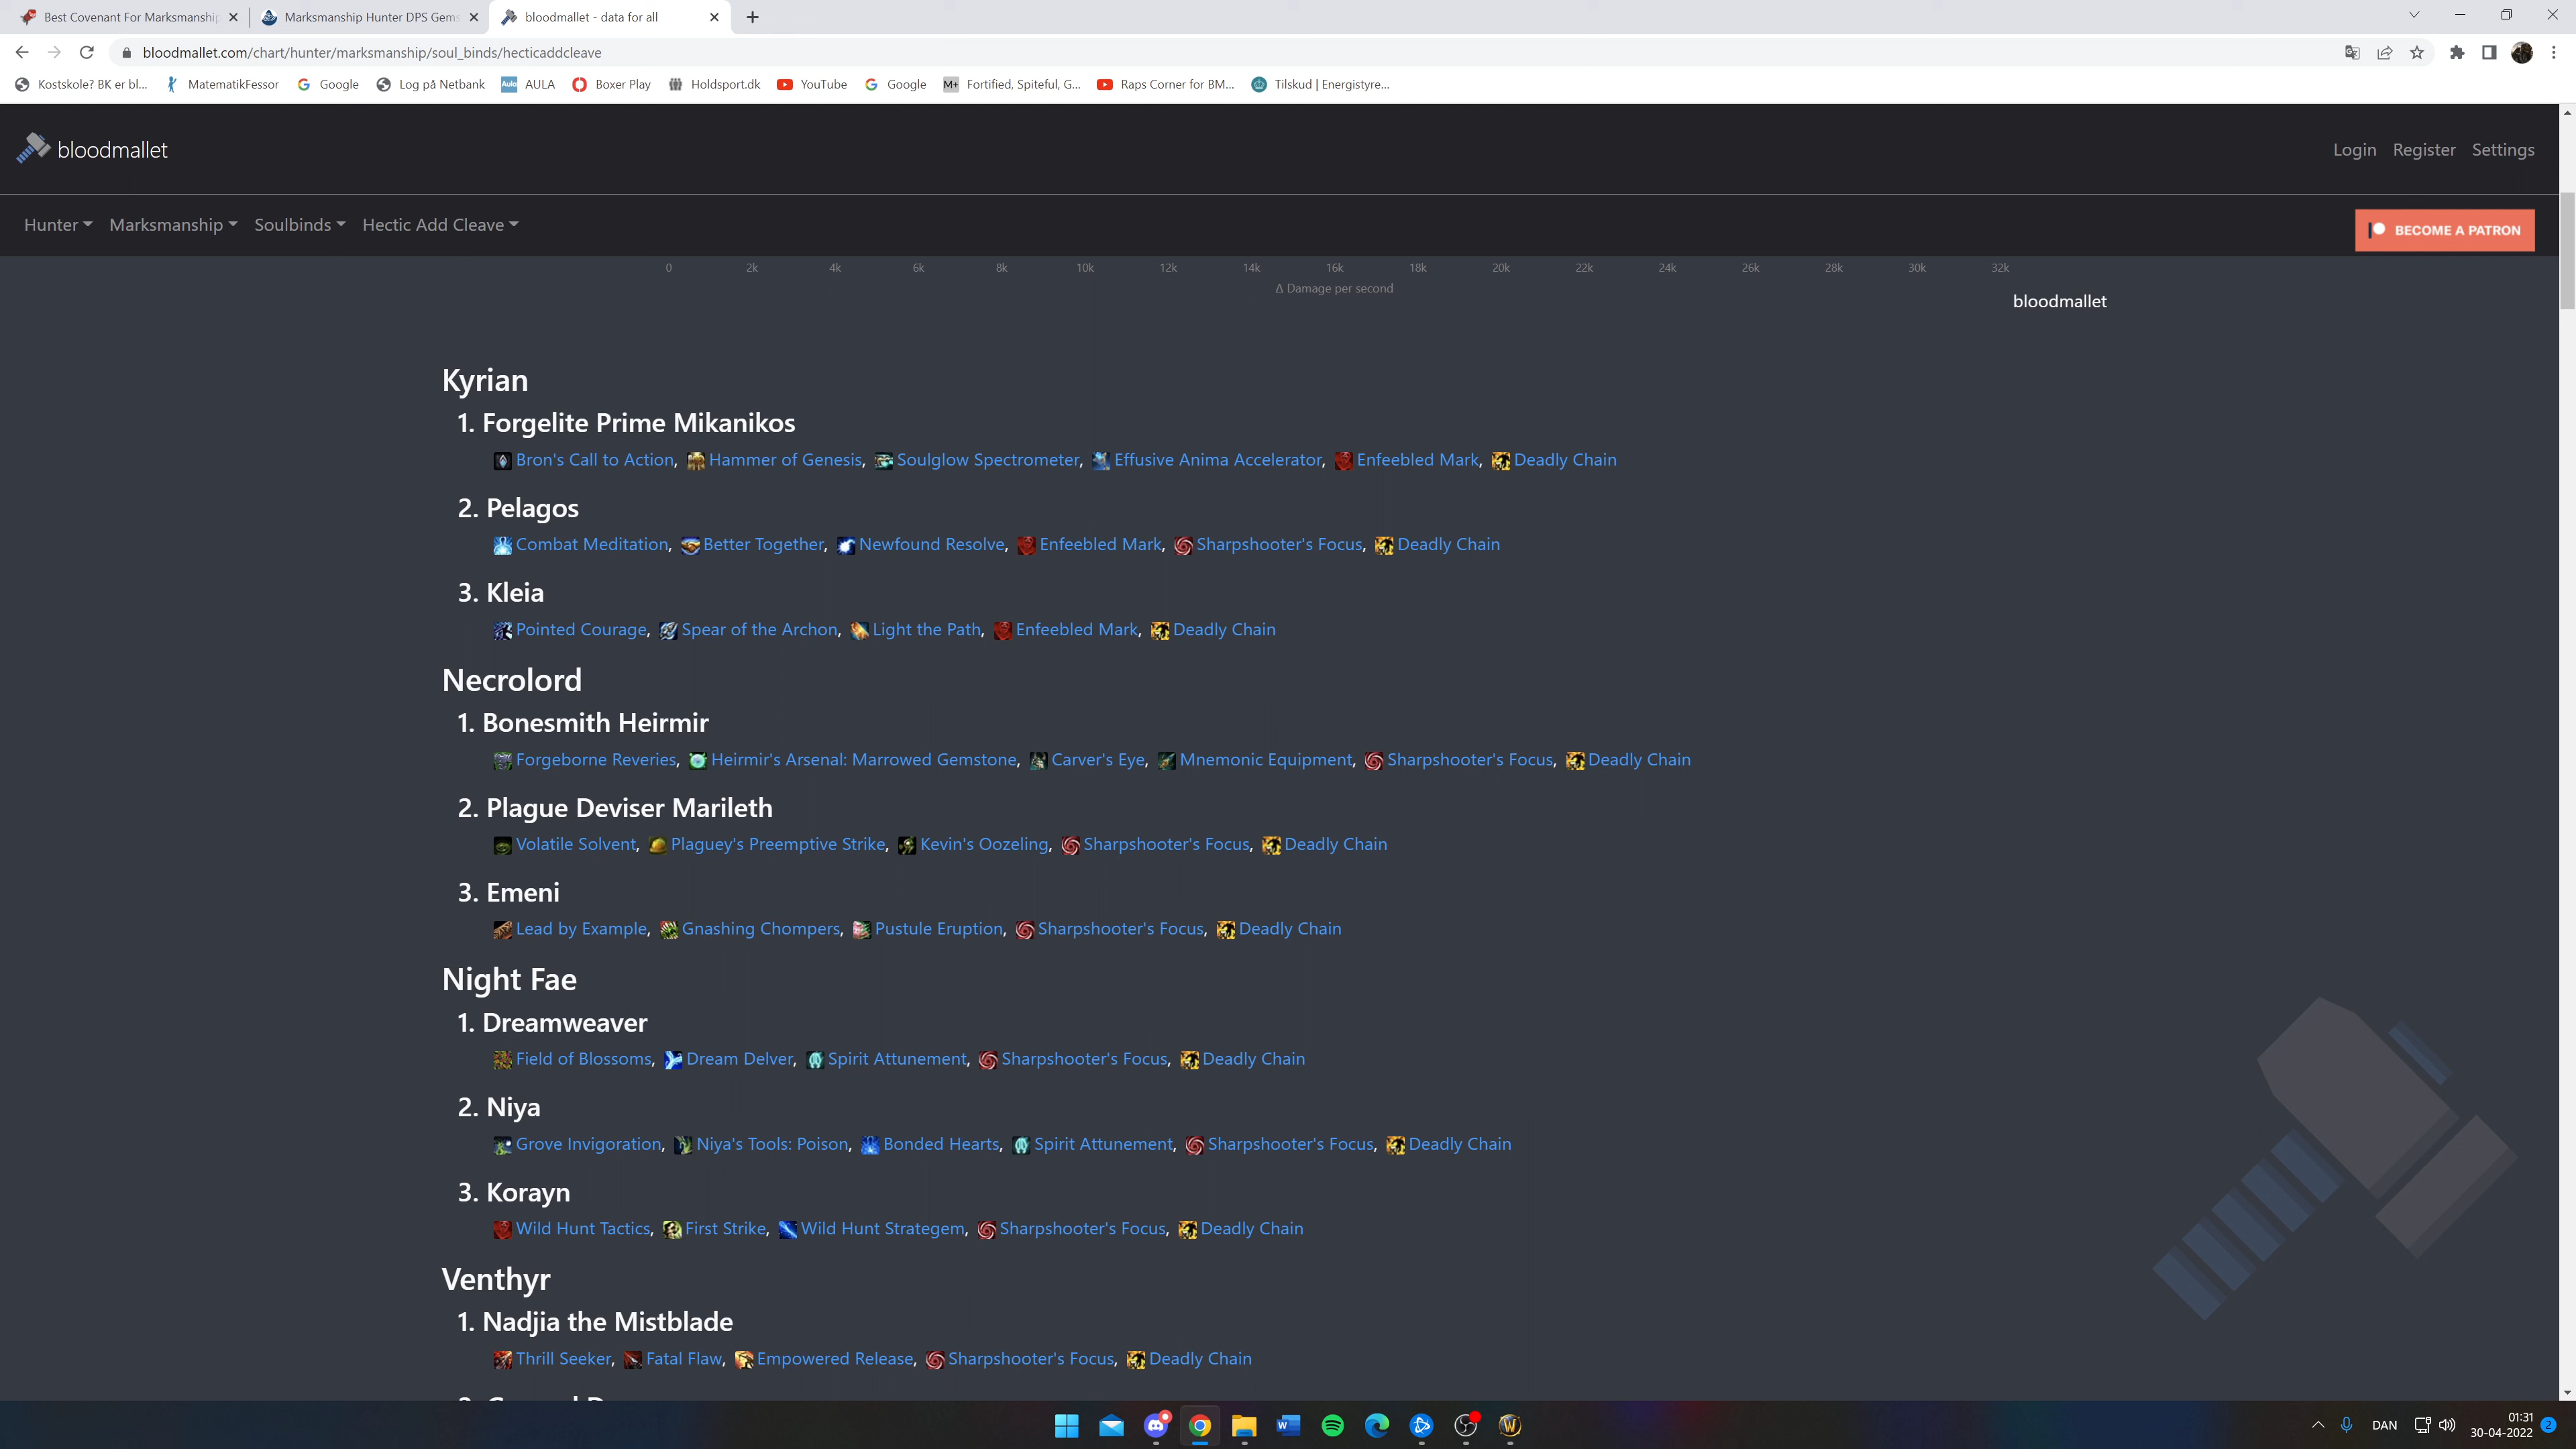 Best Covenant For Marksmanship
Marksmanship Hunter DPS Gems
bloodmallet - data for all
bloodmallet.com/chart/hunter/marksmanship/soul_binds/hecticaddcleave
Kostskole? BK er bl... MatematikFessor Google Log på Netbank AULA Boxer Play Holdsport.dk YouTube Google M+ Fortified, Spiteful, G... Raps Corner for BM... Tilskud | Energistyre...
bloodmallet
Login Register Settings
Hunter Marksmanship Soulbinds Hectic Add Cleave
BECOME A PATRON
0 2k 4k 6k 8k 10k 12k 14k 16k 18k 20k 22k 24k 26k 28k 30k 32k
Δ Damage per second
bloodmallet
Kyrian
1. Forgelite Prime Mikanikos
Bron's Call to Action, Hammer of Genesis, Soulglow Spectrometer, Effusive Anima Accelerator, Enfeebled Mark, Deadly Chain
2. Pelagos
Combat Meditation, Better Together, Newfound Resolve, Enfeebled Mark, Sharpshooter's Focus, Deadly Chain
3. Kleia
Pointed Courage, Spear of the Archon, Light the Path, Enfeebled Mark, Deadly Chain
Necrolord
1. Bonesmith Heirmir
Forgeborne Reveries, Heirmir's Arsenal: Marrowed Gemstone, Carver's Eye, Mnemonic Equipment, Sharpshooter's Focus, Deadly Chain
2. Plague Deviser Marileth
Volatile Solvent, Plaguey's Preemptive Strike, Kevin's Oozeling, Sharpshooter's Focus, Deadly Chain
3. Emeni
Lead by Example, Gnashing Chompers, Pustule Eruption, Sharpshooter's Focus, Deadly Chain
Night Fae
1. Dreamweaver
Field of Blossoms, Dream Delver, Spirit Attunement, Sharpshooter's Focus, Deadly Chain
2. Niya
Grove Invigoration, Niya's Tools: Poison, Bonded Hearts, Spirit Attunement, Sharpshooter's Focus, Deadly Chain
3. Korayn
Wild Hunt Tactics, First Strike, Wild Hunt Strategem, Sharpshooter's Focus, Deadly Chain
Venthyr
1. Nadjia the Mistblade
Thrill Seeker, Fatal Flaw, Empowered Release, Sharpshooter's Focus, Deadly Chain
DAN
01:31
30-04-2022
2